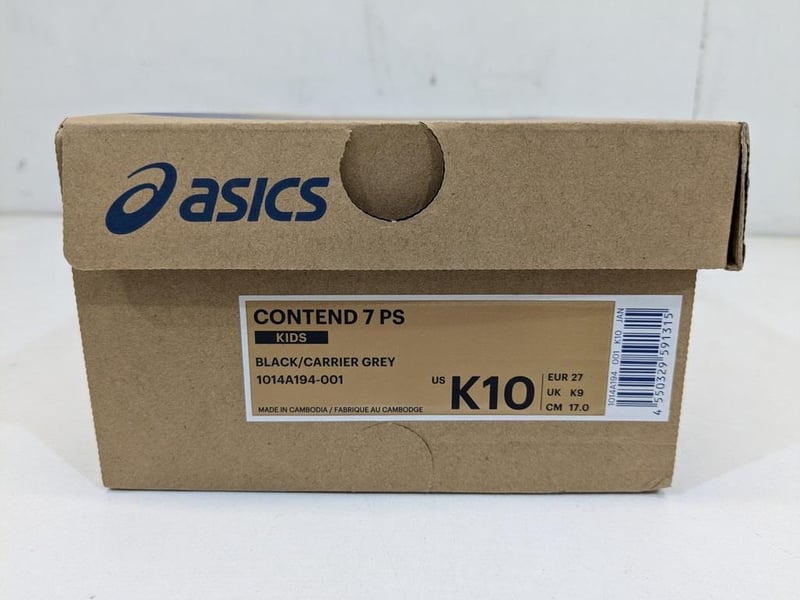 asics
CONTEND 7 PS
KIDS
BLACK/CARRIER GREY
1014A194-001
MADE IN CAMBODIA / FABRIQUE AU CAMBODGE
US K10
EUR 27
UK K9
CM 17.0
1014A194 001 K10 JAN
4 550329 591315